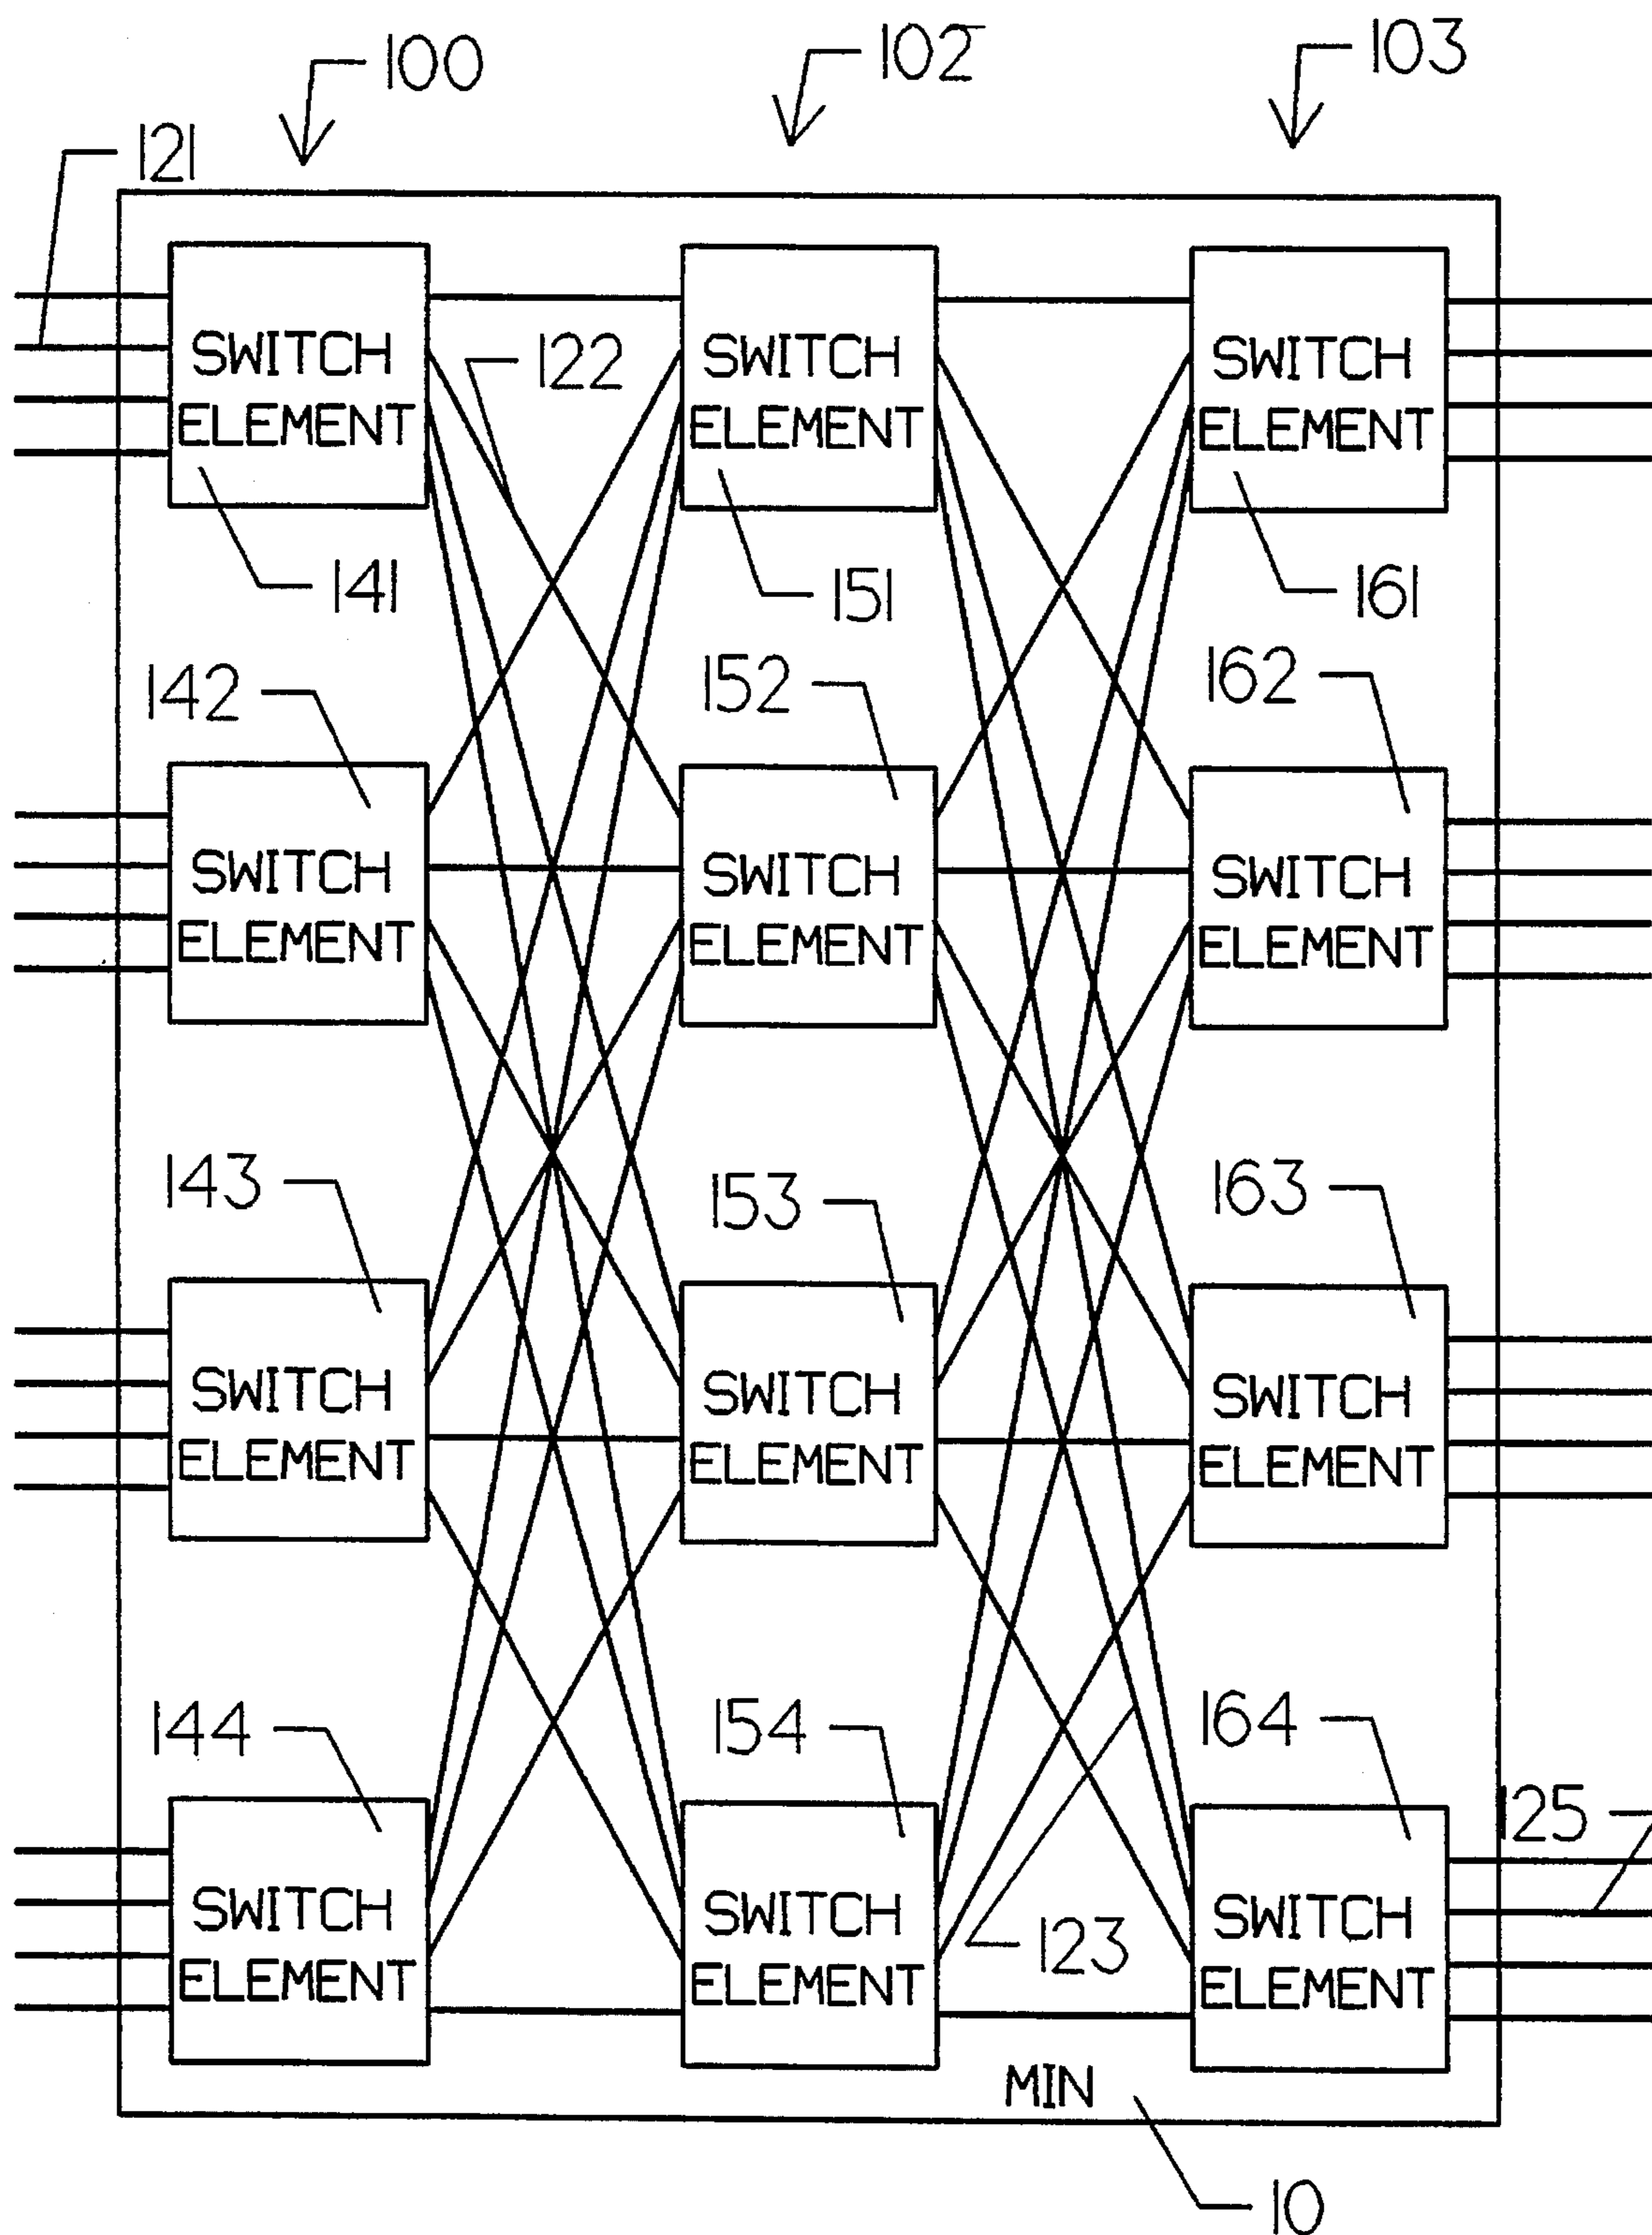 100
102
103
121
SWITCH
ELEMENT
122
SWITCH
ELEMENT
SWITCH
ELEMENT
141
151
161
142
152
162
SWITCH
ELEMENT
SWITCH
ELEMENT
SWITCH
ELEMENT
143
153
163
SWITCH
ELEMENT
SWITCH
ELEMENT
SWITCH
ELEMENT
144
154
164
125
SWITCH
ELEMENT
SWITCH
ELEMENT
123
SWITCH
ELEMENT
MIN
10